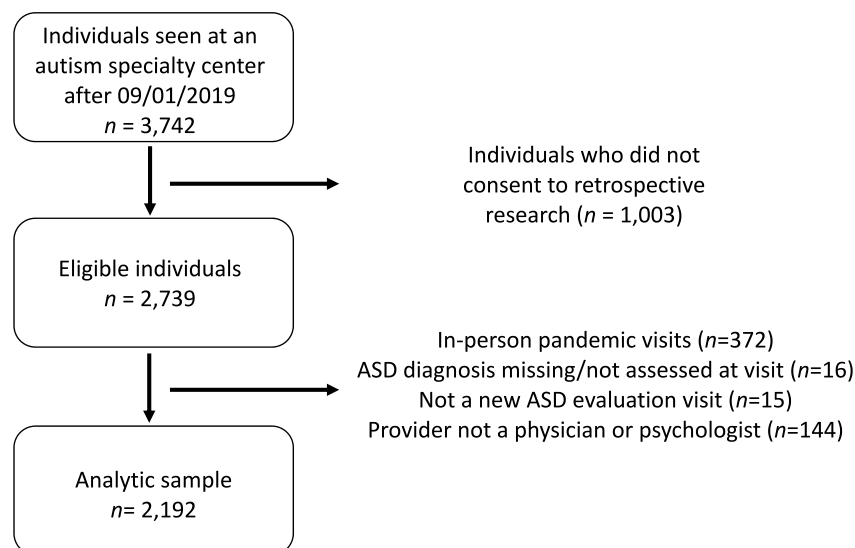 Individuals seen at an
autism specialty center
after 09/01/2019
n = 3,742
Individuals who did not
consent to retrospective
research (n = 1,003)
Eligible individuals
n = 2,739
In-person pandemic visits (n=372)
ASD diagnosis missing/not assessed at visit (n=16)
Not a new ASD evaluation visit (n=15)
Provider not a physician or psychologist (n=144)
Analytic sample
n= 2,192